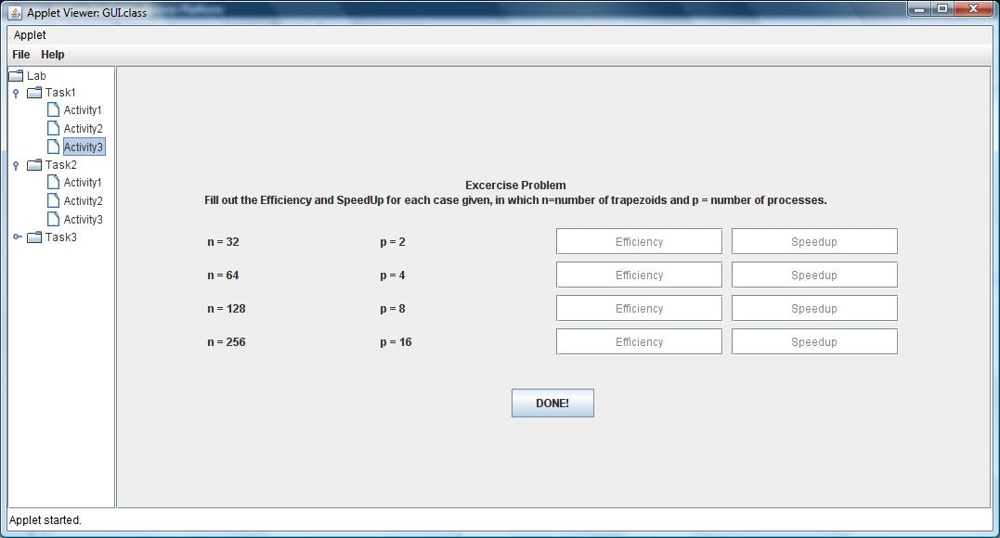 Applet Viewer: GUI.class
Applet
File Help
Lab
Task1
Activity1
Activity2
Activity3
Task2
Activity1
Activity2
Activity3
Task3
Excercise Problem
Fill out the Efficiency and SpeedUp for each case given, in which n=number of trapezoids and p = number of processes.
n = 32 p = 2 Efficiency Speedup
n = 64 p = 4 Efficiency Speedup
n = 128 p = 8 Efficiency Speedup
n = 256 p = 16 Efficiency Speedup
DONE!
Applet started.